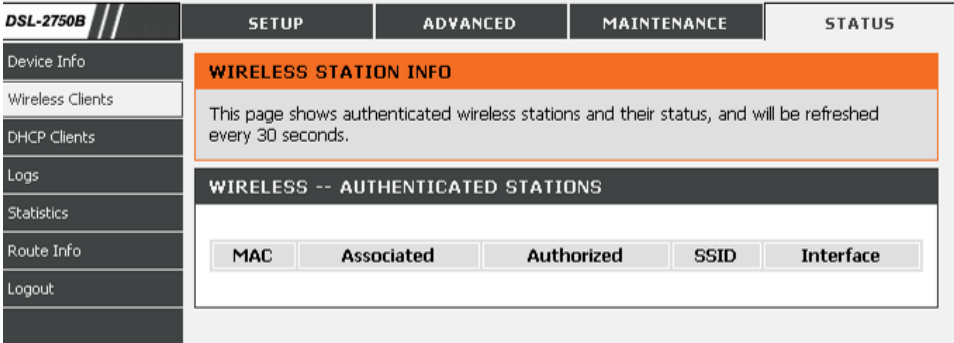 DSL-2750B
SETUP
ADVANCED
MAINTENANCE
STATUS
Device Info
Wireless Clients
DHCP Clients
Logs
Statistics
Route Info
Logout
WIRELESS STATION INFO
This page shows authenticated wireless stations and their status, and will be refreshed
every 30 seconds.
WIRELESS -- AUTHENTICATED STATIONS
MAC Associated Authorized SSID Interface